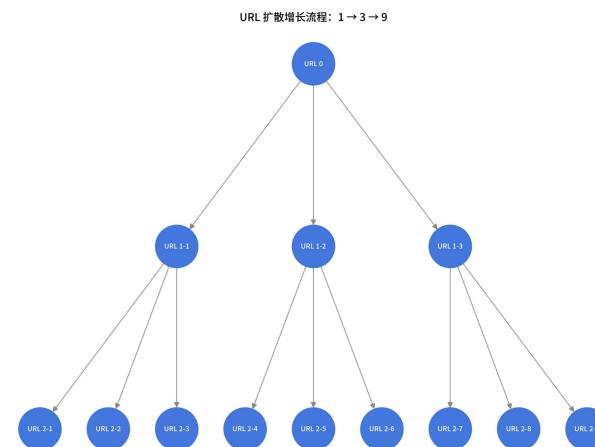 URL 扩散增长流程：1 → 3 → 9
URL 0
URL 1-1
URL 1-2
URL 1-3
URL 2-1
URL 2-2
URL 2-3
URL 2-4
URL 2-5
URL 2-6
URL 2-7
URL 2-8
URL 2-